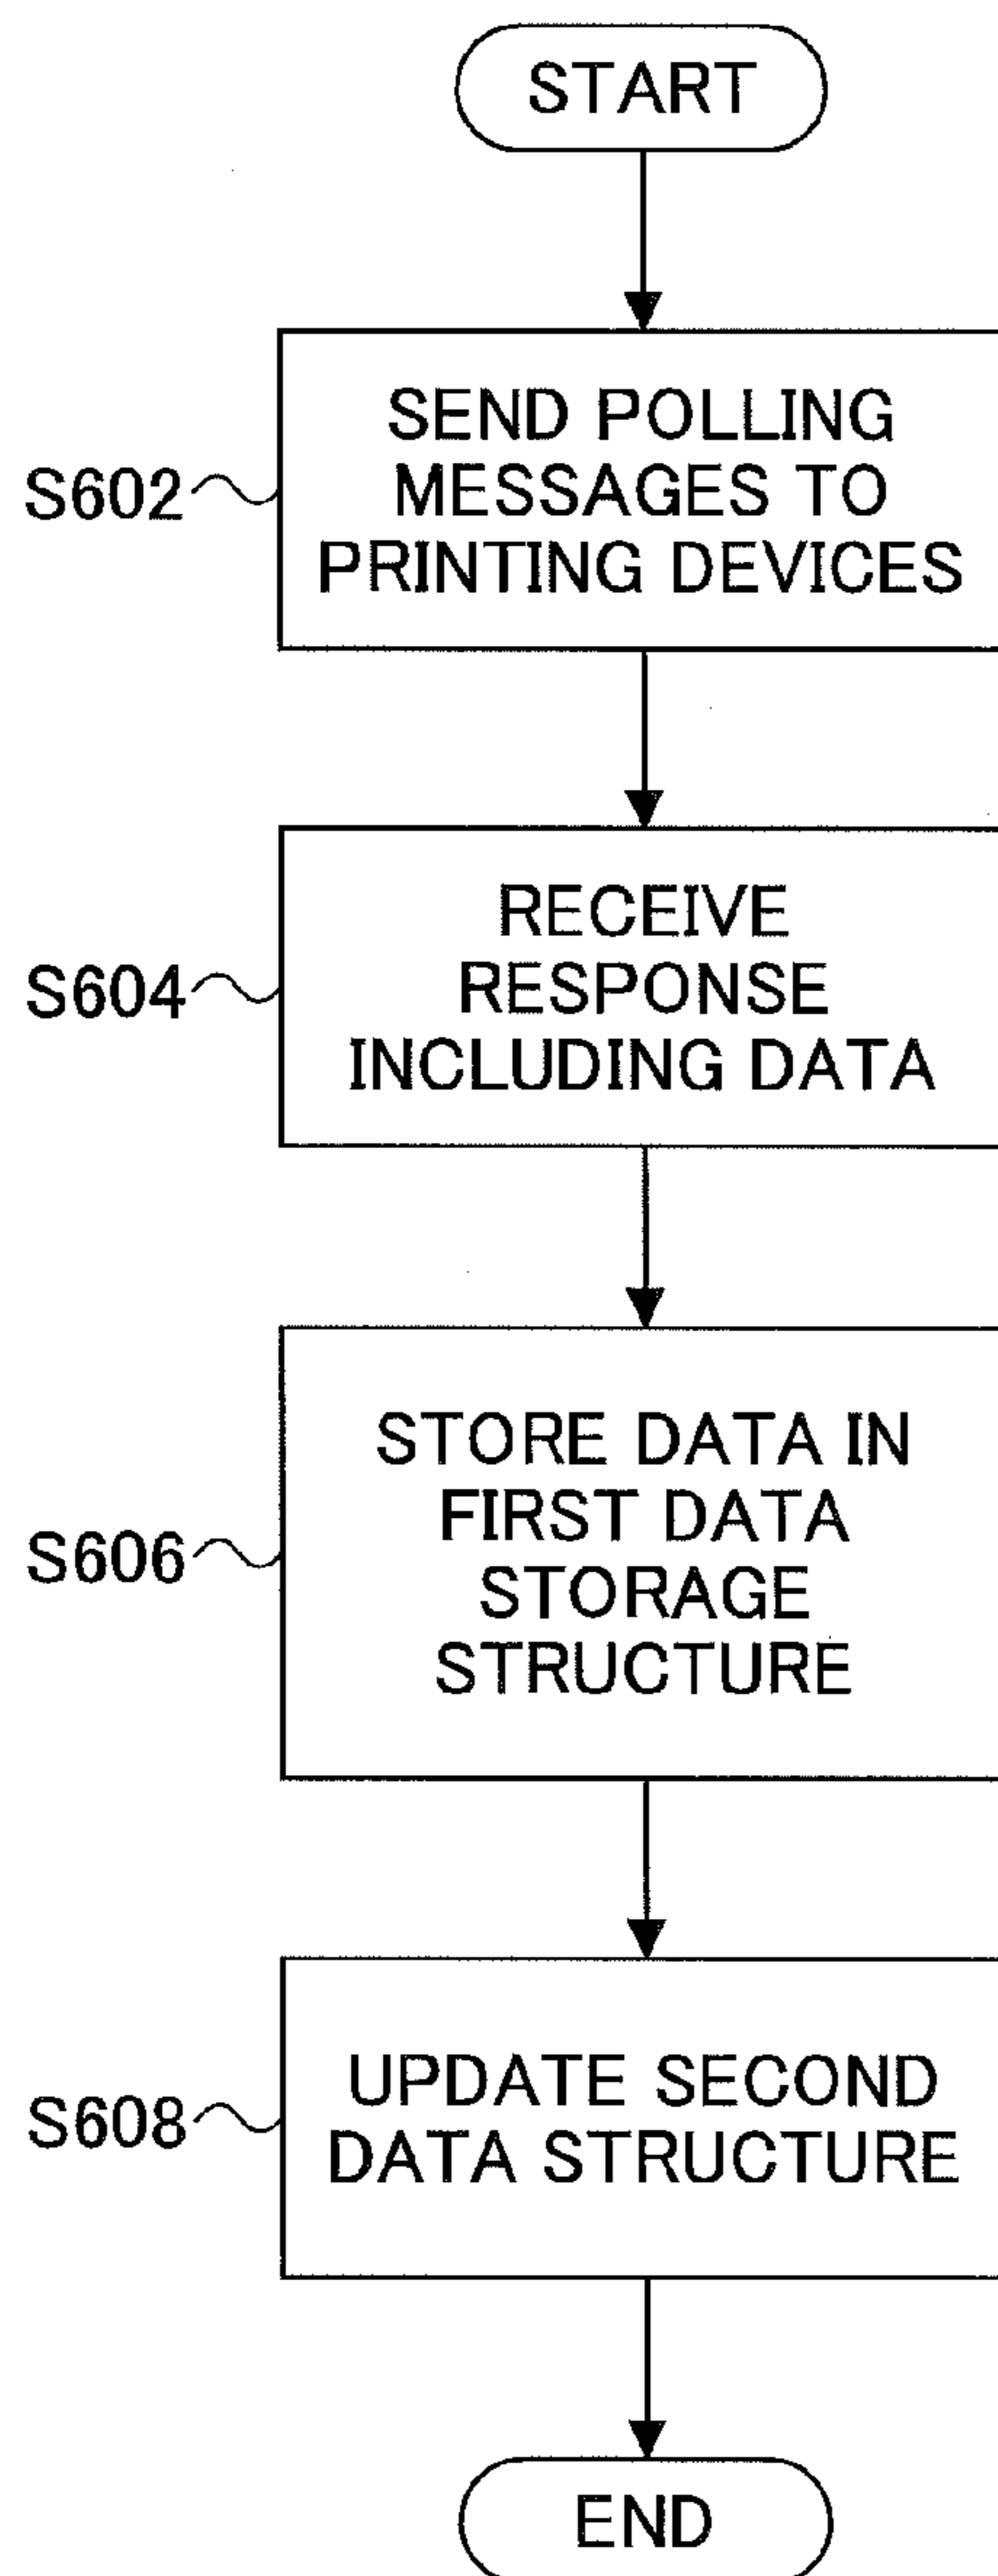 START
SEND POLLING
S602
MESSAGES TO
PRINTING DEVICES
RECEIVE
S604
RESPONSE
INCLUDING DATA
STORE DATA IN
FIRST DATA
S606
STORAGE
STRUCTURE
UPDATE SECOND
S608
DATA STRUCTURE
END